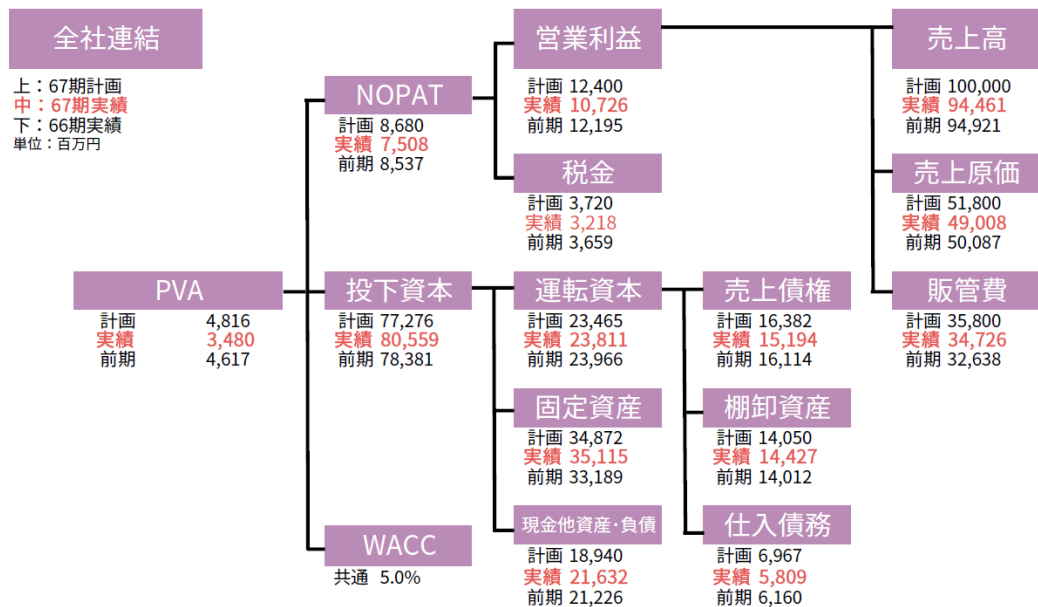 全社連結
上：67期計画
中：67期実績
下：66期実績
単位：百万円
PVA
計画 4,816
実績 3,480
前期 4,617
NOPAT
計画 8,680
実績 7,508
前期 8,537
投下資本
計画 77,276
実績 80,559
前期 78,381
WACC
共通 5.0%
営業利益
計画 12,400
実績 10,726
前期 12,195
税金
計画 3,720
実績 3,218
前期 3,659
運転資本
計画 23,465
実績 23,811
前期 23,966
固定資産
計画 34,872
実績 35,115
前期 33,189
現金他資産・負債
計画 18,940
実績 21,632
前期 21,226
売上債権
計画 16,382
実績 15,194
前期 16,114
棚卸資産
計画 14,050
実績 14,427
前期 14,012
仕入債務
計画 6,967
実績 5,809
前期 6,160
売上高
計画 100,000
実績 94,461
前期 94,921
売上原価
計画 51,800
実績 49,008
前期 50,087
販管費
計画 35,800
実績 34,726
前期 32,638